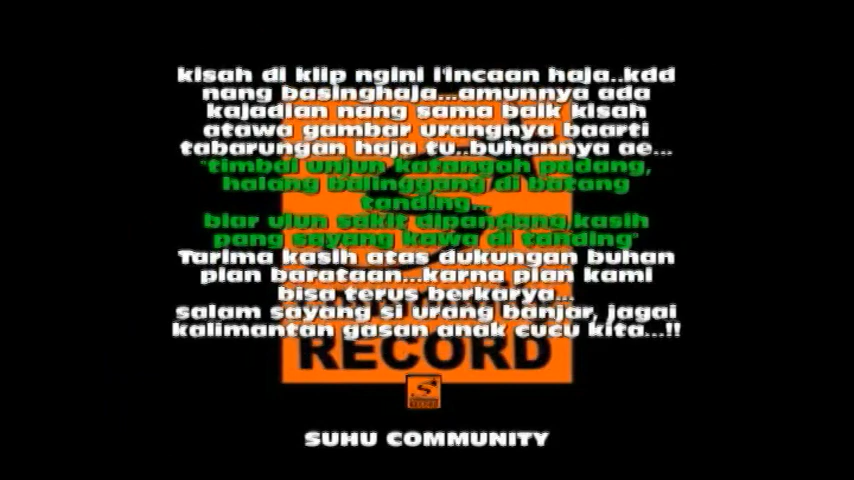 kisah di klip ngini l'incaan haja..kdd
nang basinghaja...amunnya ada
kajadian nang sama baik kisah
atawa gambar urangnya baarti
tabarungan haja tu..buhannya ae...
"timbai unjun katangah padang,
halang balinggang di batang
tanding...
biar ulun sakit dipandang,kasih
pang sayang kawa di tanding"
Tarima kasih atas dukungan buhan
pian barataan...karna pian kami
bisa terus berkarya...
salam sayang si urang banjar, jagai
kalimantan gasan anak cucu kita...!!
RECORD
SUHU COMMUNITY